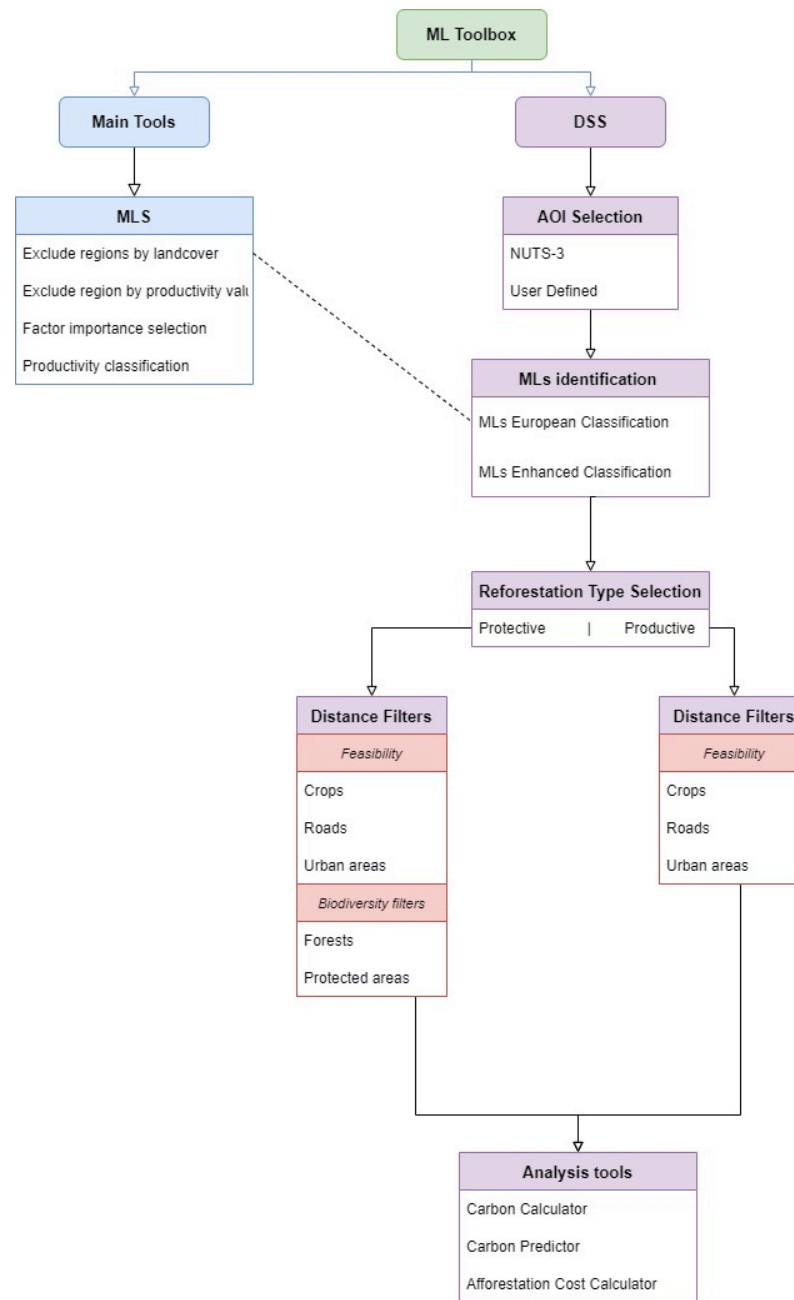 ML Toolbox
Main Tools
DSS
MLS
Exclude regions by landcover
Exclude region by productivity valu
Factor importance selection
Productivity classification
AOI Selection
NUTS-3
User Defined
MLs identification
MLs European Classification
MLs Enhanced Classification
Reforestation Type Selection
Protective | Productive
Distance Filters
Feasibility
Crops
Roads
Urban areas
Biodiversity filters
Forests
Protected areas
Distance Filters
Feasibility
Crops
Roads
Urban areas
Analysis tools
Carbon Calculator
Carbon Predictor
Afforestation Cost Calculator